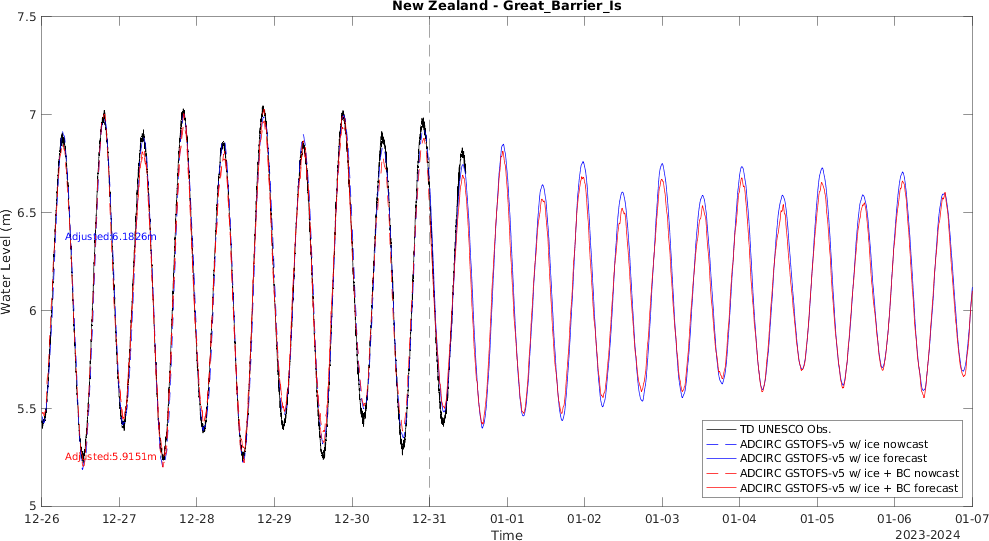 New Zealand - Great_Barrier_Is
7.5
7
6.5
6
5.5
5
Water Level (m)
Adjusted:6.1826m
Adjusted:5.9151m
TD UNESCO Obs.
ADCIRC GSTOFS-v5 w/ ice nowcast
ADCIRC GSTOFS-v5 w/ ice forecast
ADCIRC GSTOFS-v5 w/ ice + BC nowcast
ADCIRC GSTOFS-v5 w/ ice + BC forecast
12-26 12-27 12-28 12-29 12-30 12-31 01-01 01-02 01-03 01-04 01-05 01-06 01-07
Time
2023-2024